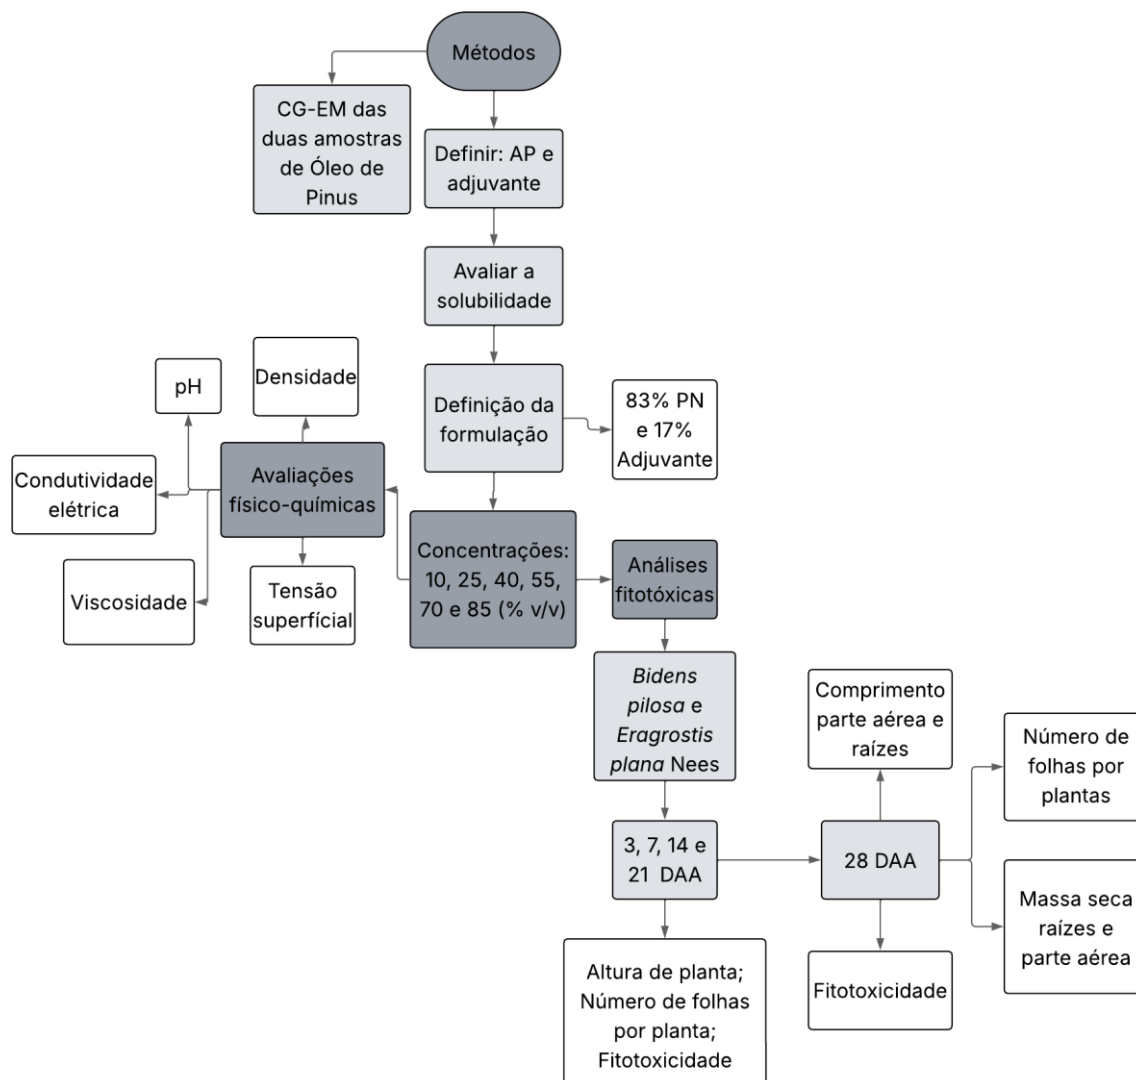 Métodos
CG-EM das
duas amostras
de Óleo de
Pinus
Definir: AP e
adjuvante
Avaliar a
solubilidade
Definição da
formulação
83% PN
e 17%
Adjuvante
Densidade
pH
Avaliações
físico-químicas
Condutividade
elétrica
Viscosidade
Tensão
superfícial
Concentrações:
10, 25, 40, 55,
70 e 85 (% v/v)
Análises
fitotóxicas
Bidens
pilosa e
Eragrostis
plana Nees
3, 7, 14 e
21 DAA
Altura de planta;
Número de folhas
por planta;
Fitotoxicidade
28 DAA
Comprimento
parte aérea e
raízes
Número de
folhas por
plantas
Massa seca
raízes e
parte aérea
Fitotoxicidade